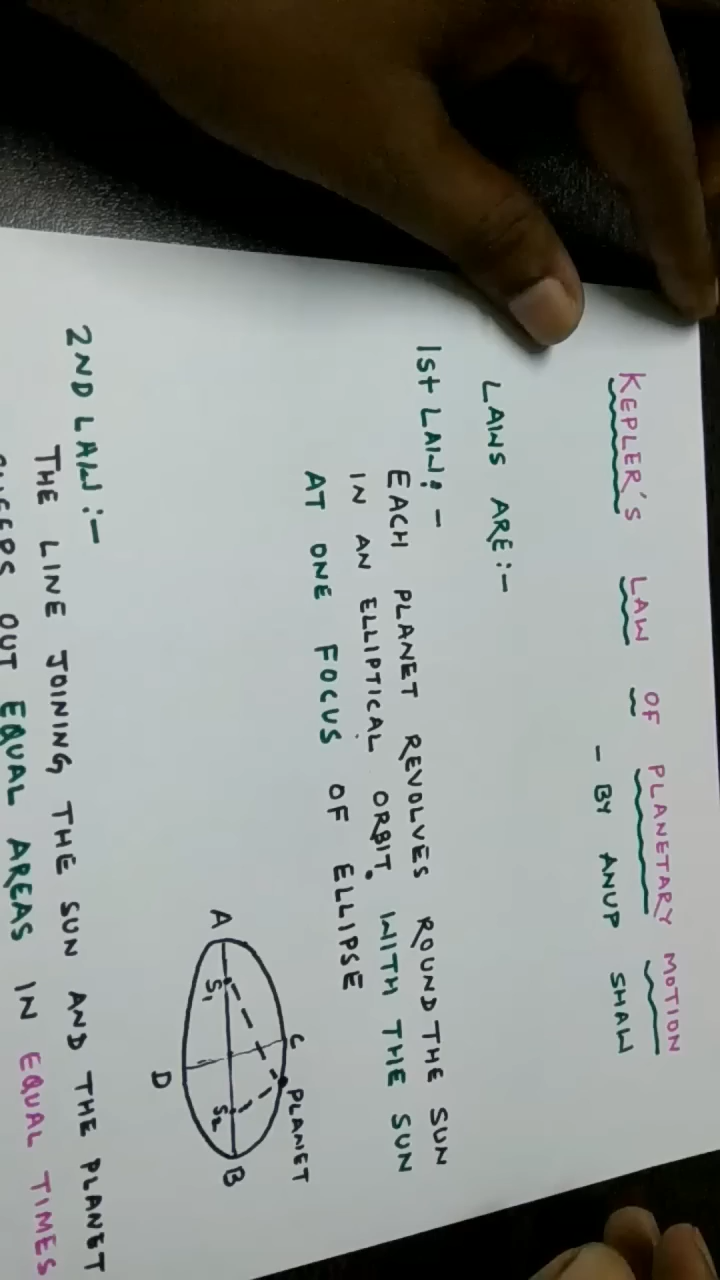 KEPLER'S LAW OF PLANETARY MOTION
- BY ANUP SHAW
LAWS ARE:-
1st LAW:-
EACH PLANET REVOLVES ROUND THE SUN
IN AN ELLIPTICAL ORBIT. WITH THE SUN
AT ONE FOCUS OF ELLIPSE
C
PLANET
A
S1
S2
B
D
2ND LAW:-
THE LINE JOINING THE SUN AND THE PLANET
SWEEPS OUT EQUAL AREAS IN EQUAL TIMES